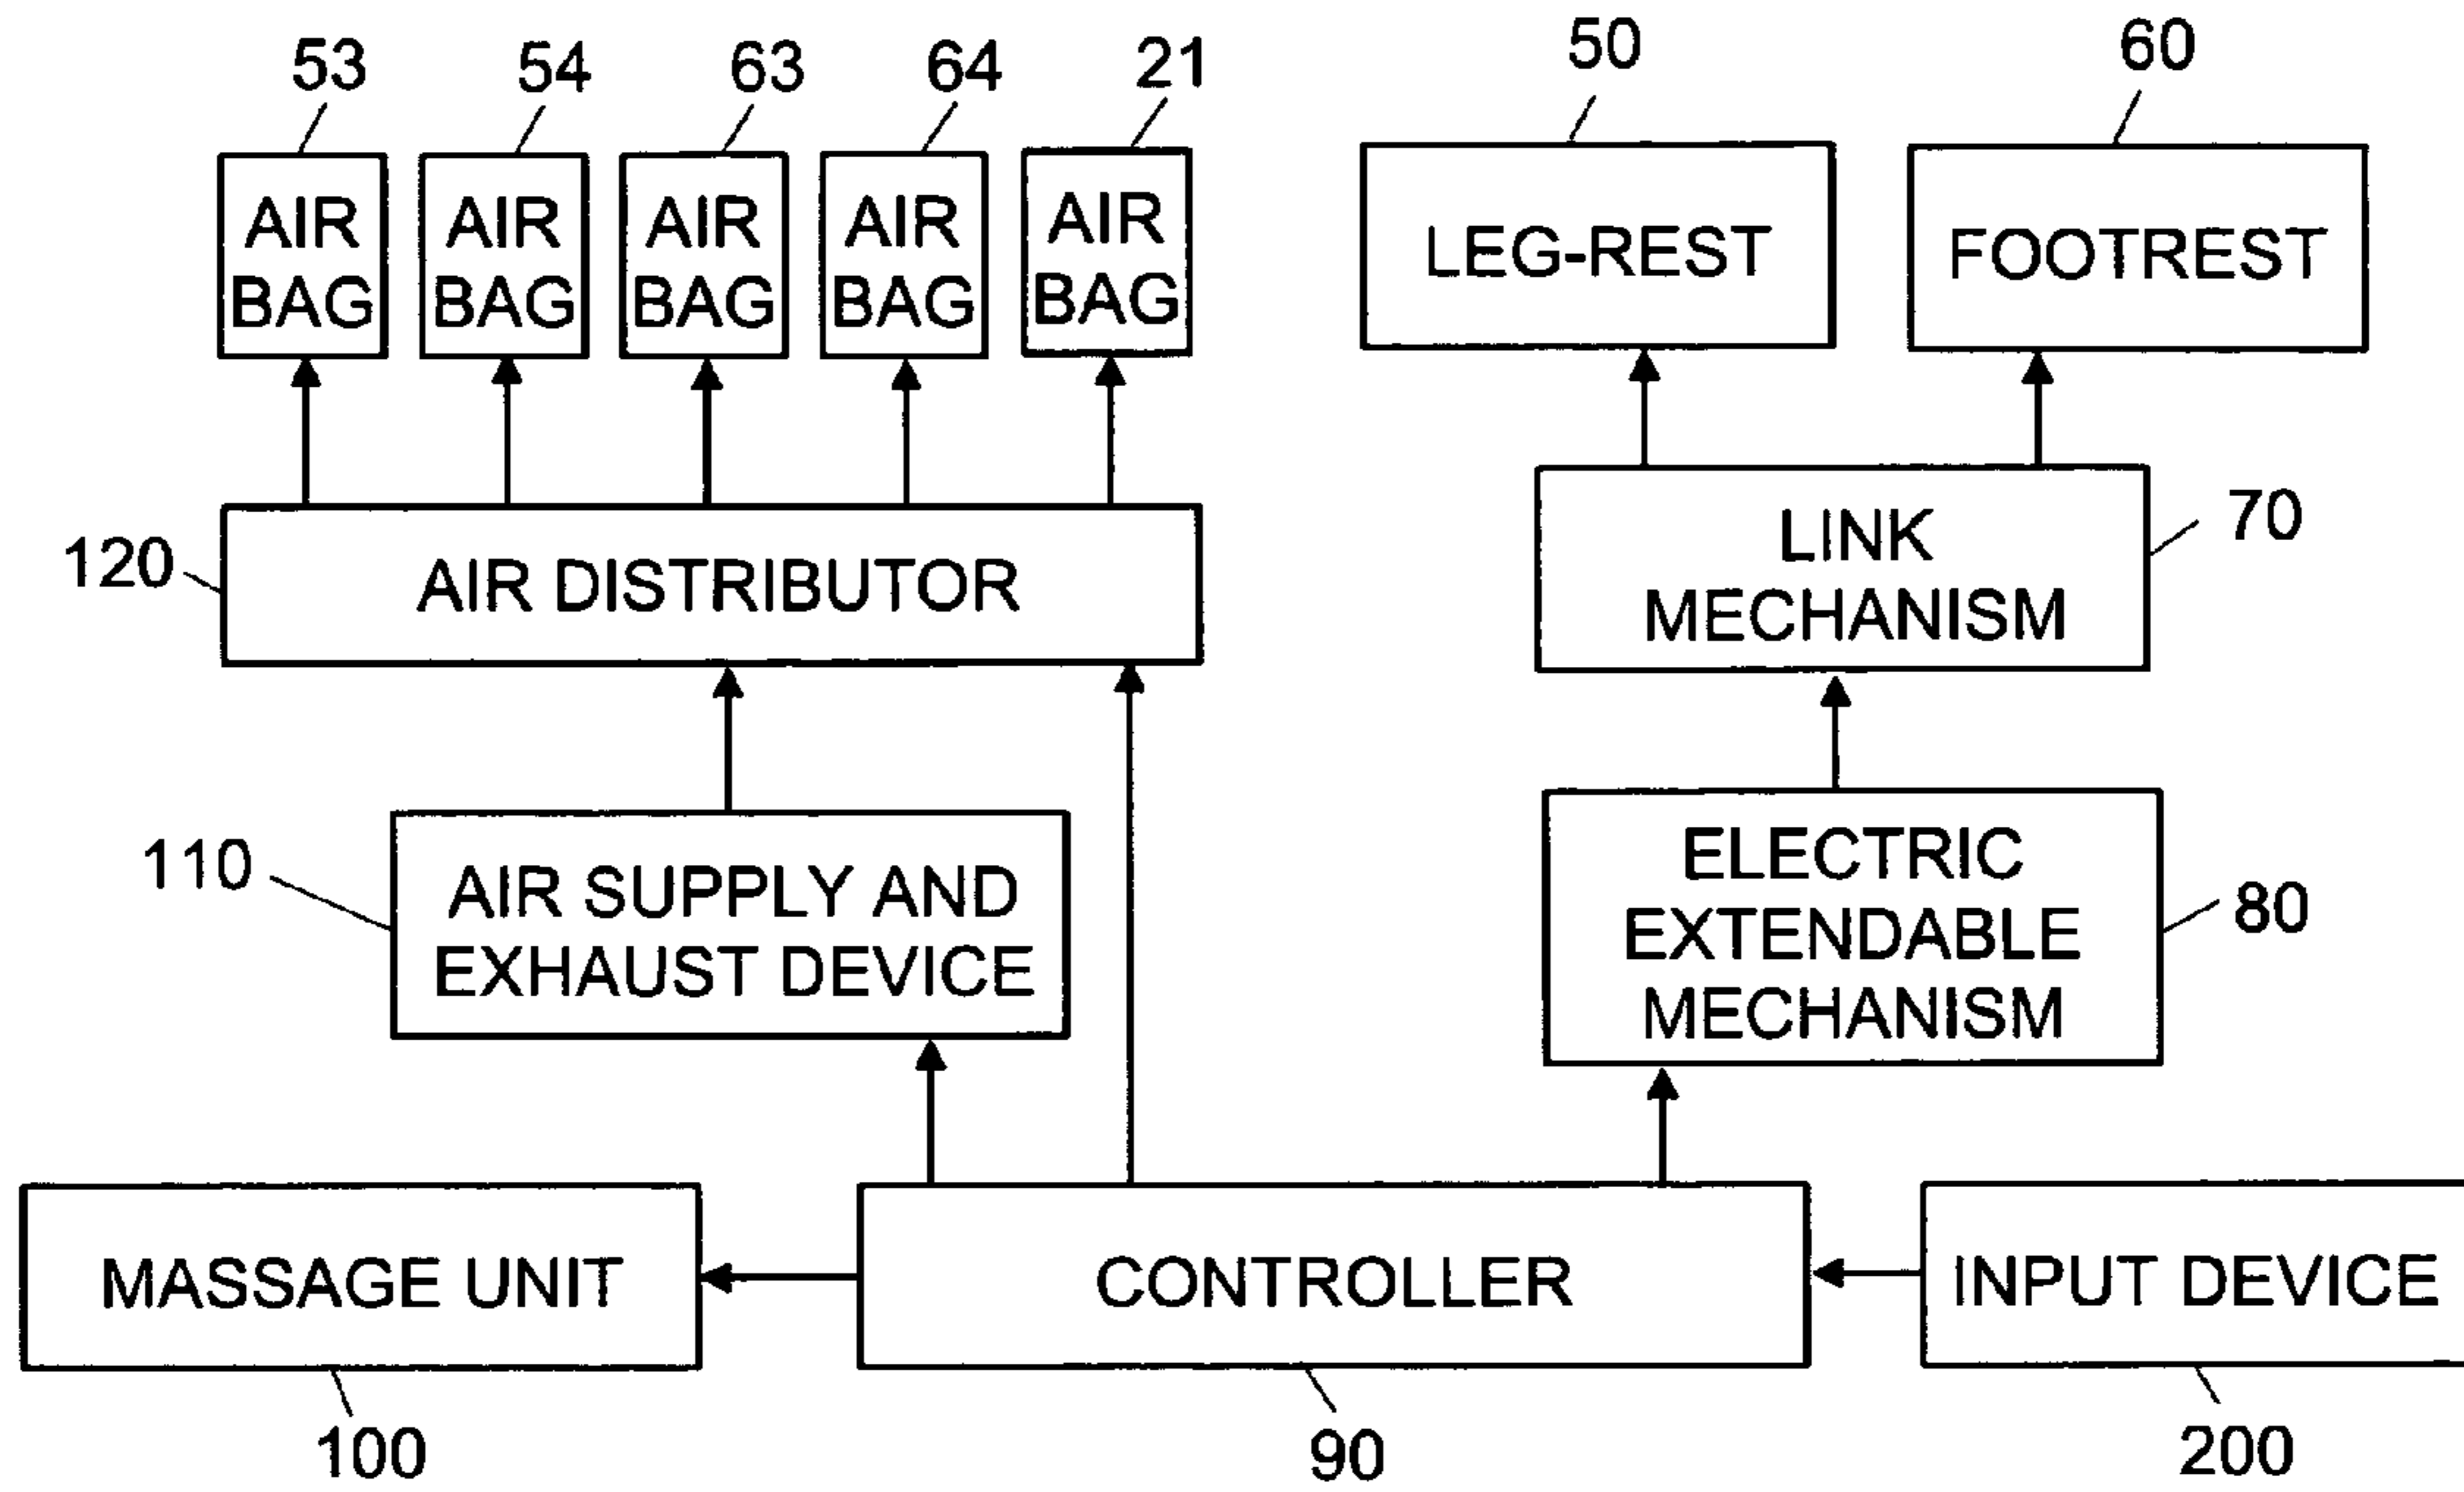 53
54
63
64
21
50
60
AIR
BAG
AIR
BAG
AIR
BAG
AIR
BAG
AIR
BAG
LEG-REST
FOOTREST
120
AIR DISTRIBUTOR
LINK
MECHANISM
70
110
AIR SUPPLY AND
EXHAUST DEVICE
ELECTRIC
EXTENDABLE
MECHANISM
80
MASSAGE UNIT
CONTROLLER
INPUT DEVICE
100
90
200